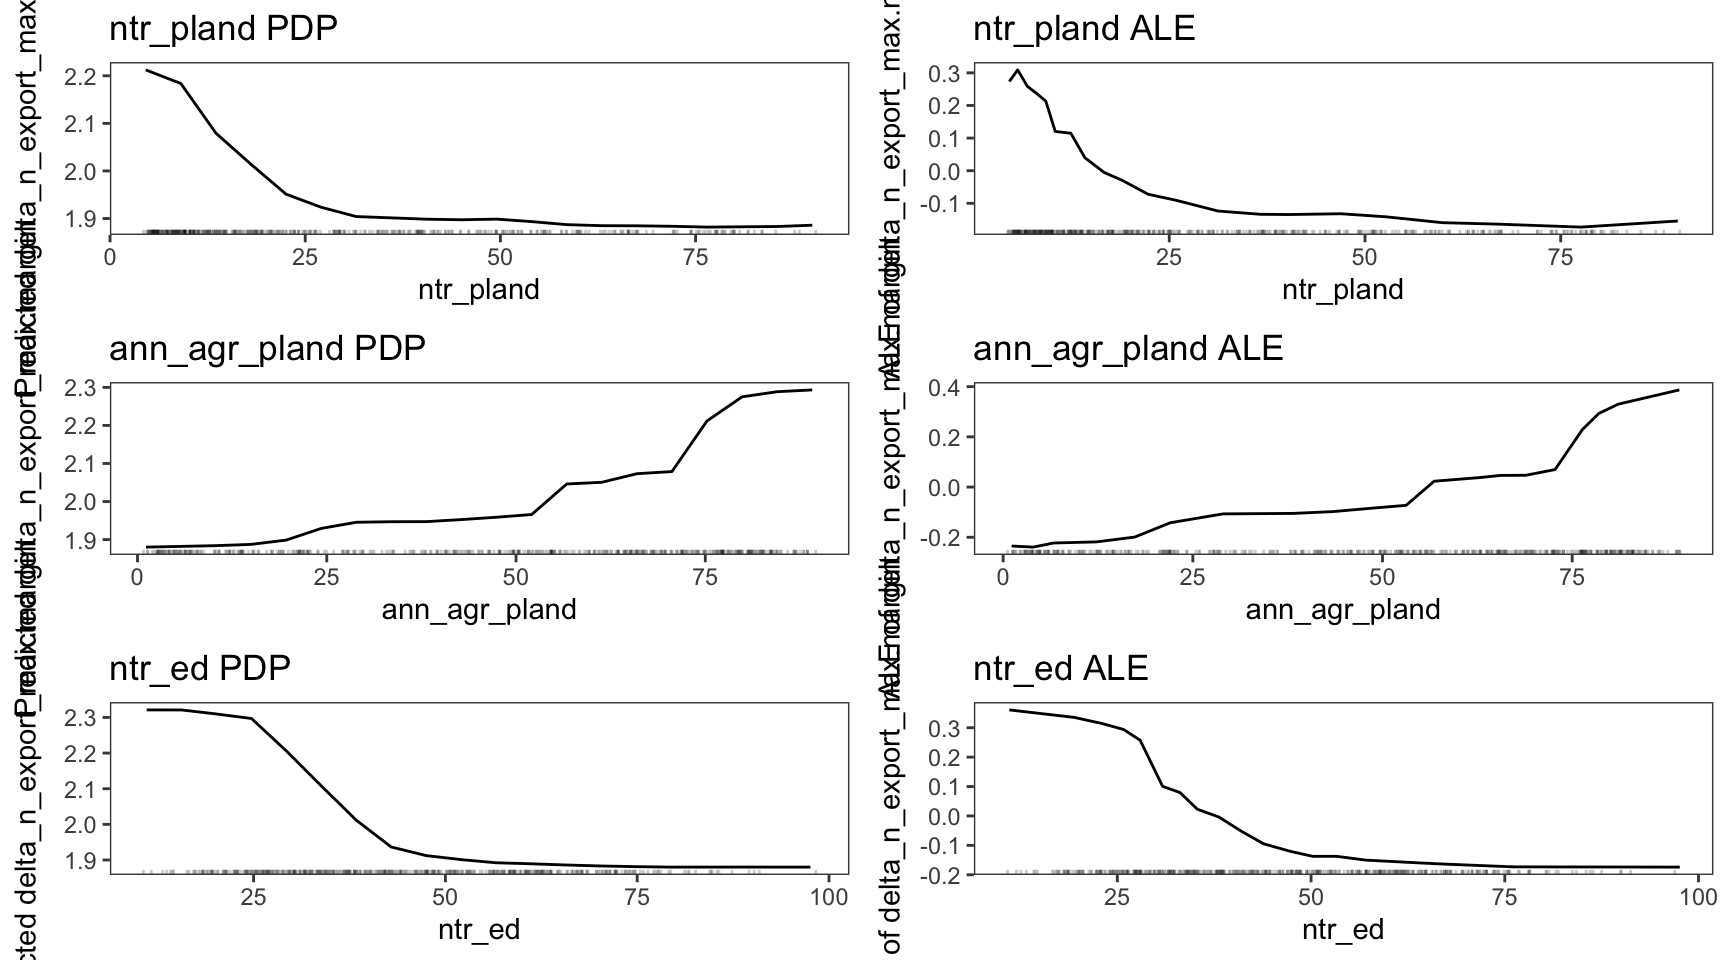 ntr_pland PDP
2.2
2.1
2.0
1.9
0 25 50 75
ntr_pland
ntr_pland ALE
0.3
0.2
0.1
0.0
-0.1
25 50 75
ntr_pland
ann_agr_pland PDP
2.3
2.2
2.1
2.0
1.9
0 25 50 75
ann_agr_pland
ann_agr_pland ALE
0.4
0.2
0.0
-0.2
0 25 50 75
ann_agr_pland
ntr_ed PDP
2.3
2.2
2.1
2.0
1.9
25 50 75 100
ntr_ed
ntr_ed ALE
0.3
0.2
0.1
0.0
-0.1
-0.2
25 50 75 100
ntr_ed
cted delta_n_export
of delta_n_export